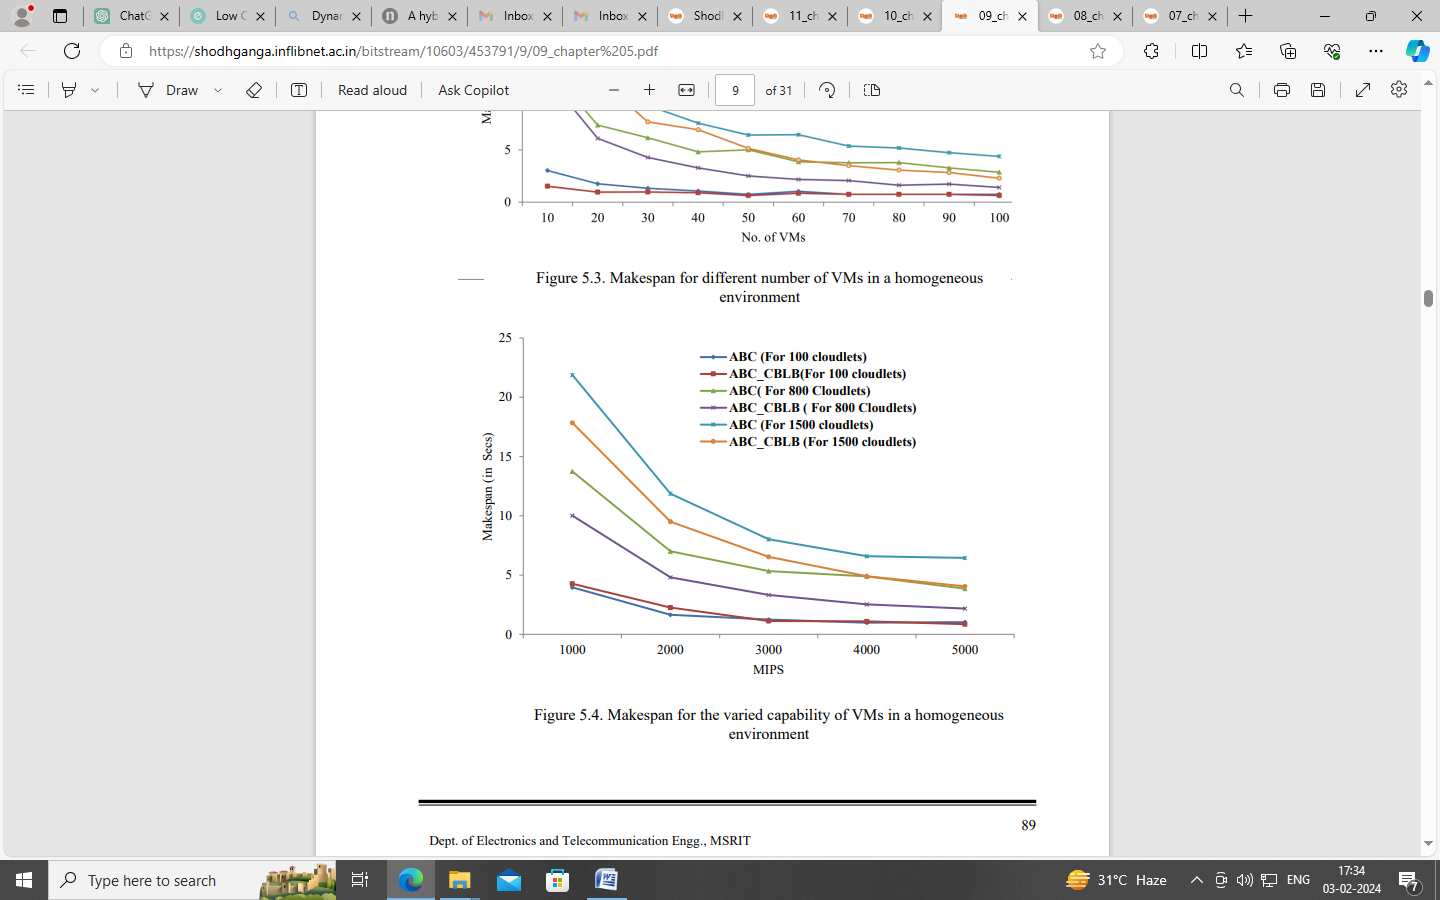 ChatG
Low C
Dynar
A hyb
Inbox
Inbox
Shodl
11_ch
10_ch
09_ch
08_ch
07_ch
https://shodhganga.inflibnet.ac.in/bitstream/10603/453791/9/09_chapter%205.pdf
Draw
Read aloud
Ask Copilot
9 of 31
5
0
10 20 30 40 50 60 70 80 90 100
No. of VMs
Figure 5.3. Makespan for different number of VMs in a homogeneous
environment
25
20
15
10
5
0
Makespan (in Secs)
ABC (For 100 cloudlets)
ABC_CBLB(For 100 cloudlets)
ABC( For 800 Cloudlets)
ABC_CBLB ( For 800 Cloudlets)
ABC (For 1500 cloudlets)
ABC_CBLB (For 1500 cloudlets)
1000 2000 3000 4000 5000
MIPS
Figure 5.4. Makespan for the varied capability of VMs in a homogeneous
environment
89
Dept. of Electronics and Telecommunication Engg., MSRIT
Type here to search
31°C Haze
ENG
17:34
03-02-2024
7